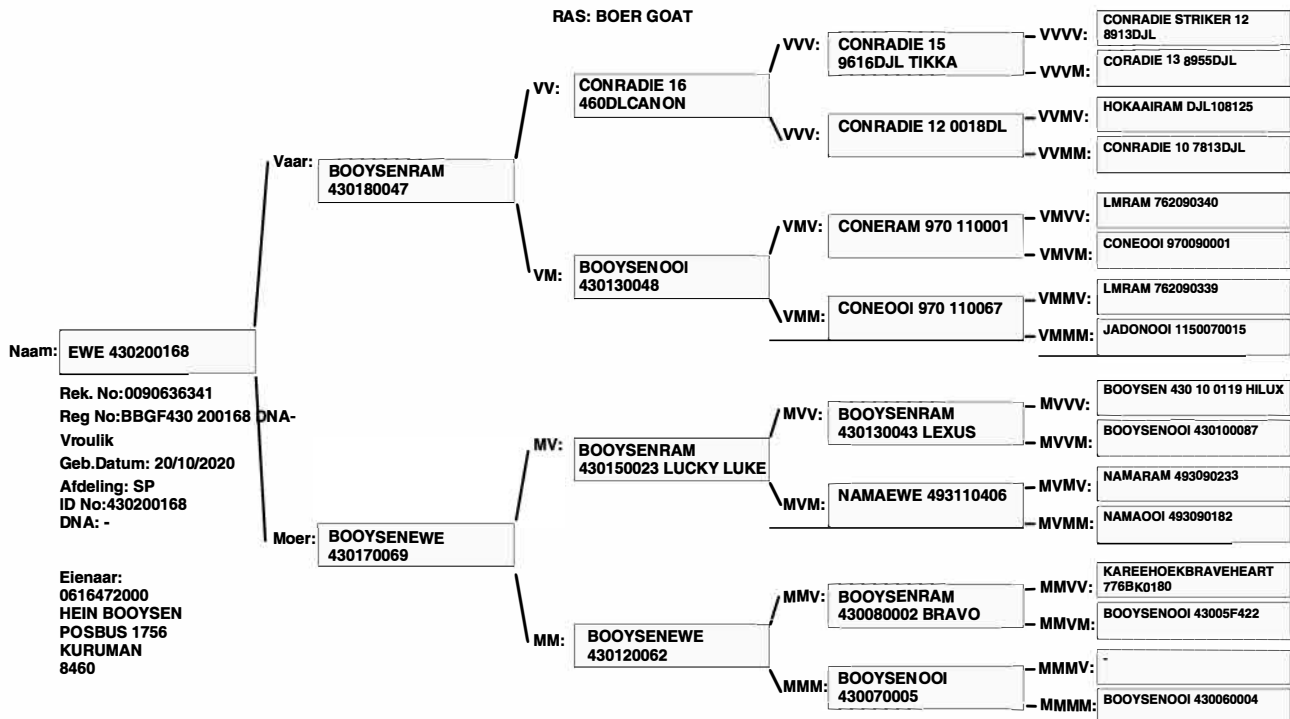 RAS: BOER GOAT
Naam:
EWE 430200168
Rek. No:0090636341
Reg No:BBGF430 200168 DNA-
Vroulik
Geb.Datum: 20/10/2020
Afdeling: SP
ID No:430200168
DNA: -
Eienaar:
0616472000
HEIN BOOYSEN
POSBUS 1756
KURUMAN
8460
Vaar:
BOOYSENRAM
430180047
Moer:
BOOYSENEWE
430170069
VV:
CONRADIE 16
460DLCANON
VM:
BOOYSENOOI
430130048
MV:
BOOYSENRAM
430150023 LUCKY LUKE
MM:
BOOYSENEWE
430120062
VVV:
CONRADIE 15
9616DJL TIKKA
VVV:
CONRADIE 12 0018DL
VMV:
CONERAM 970 110001
VMM:
CONEOOI 970 110067
MVV:
BOOYSENRAM
430130043 LEXUS
MVM:
NAMAEWE 493110406
MMV:
BOOYSENRAM
430080002 BRAVO
MMM:
BOOYSENOOI
430070005
VVVV:
CONRADIE STRIKER 12
8913DJL
VVVM:
CORADIE 13 8955DJL
VVMV:
HOKAAIRAM DJL108125
VVMM:
CONRADIE 10 7813DJL
VMVV:
LMRAM 762090340
VMVM:
CONEOOI 970090001
VMMV:
LMRAM 762090339
VMMM:
JADONOOI 1150070015
MVVV:
BOOYSEN 430 10 0119 HILUX
MVVM:
BOOYSENOOI 430100087
MVMV:
NAMARAM 493090233
MVMM:
NAMAOOI 493090182
MMVV:
KAREEHOEKBRAVEHEART
776BK0180
MMVM:
BOOYSENOOI 43005F422
MMMV:
-
MMMM:
BOOYSENOOI 430060004